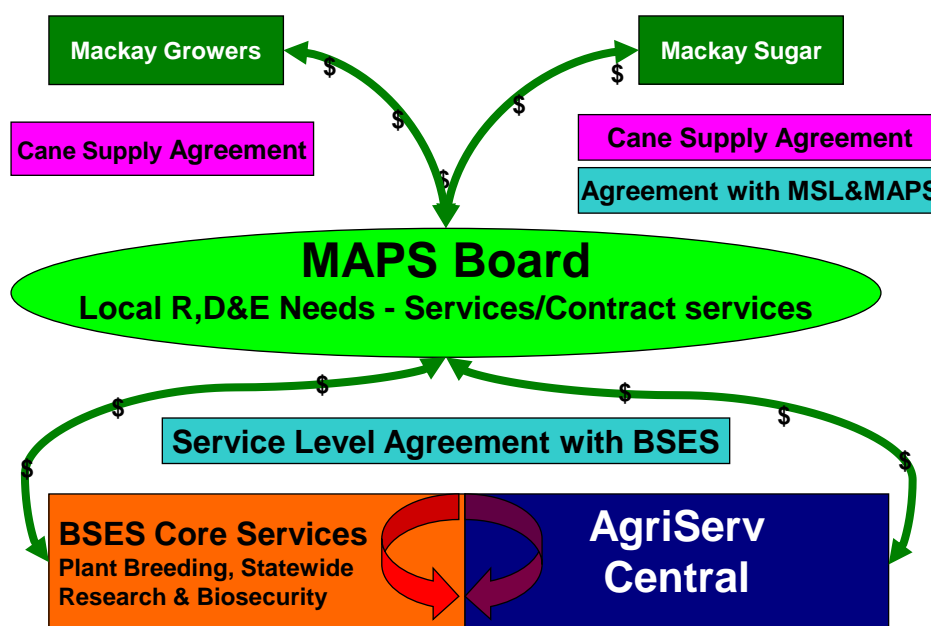 Mackay Growers
Mackay Sugar
$
$
$
$
$
Cane Supply Agreement
Cane Supply Agreement
Agreement with MSL&MAPS
MAPS Board
Local R,D&E Needs - Services/Contract services
$
$
$
$
$
$
Service Level Agreement with BSES
BSES Core Services
Plant Breeding, Statewide
Research & Biosecurity
AgriServ
Central